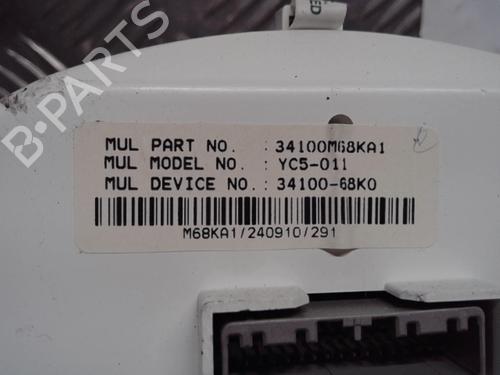 MUL PART NO. : 34100M68KA1
MUL MODEL NO. : YC5-011
MUL DEVICE NO.: 34100-68K0
M68KA1/240910/291
B-PARTS